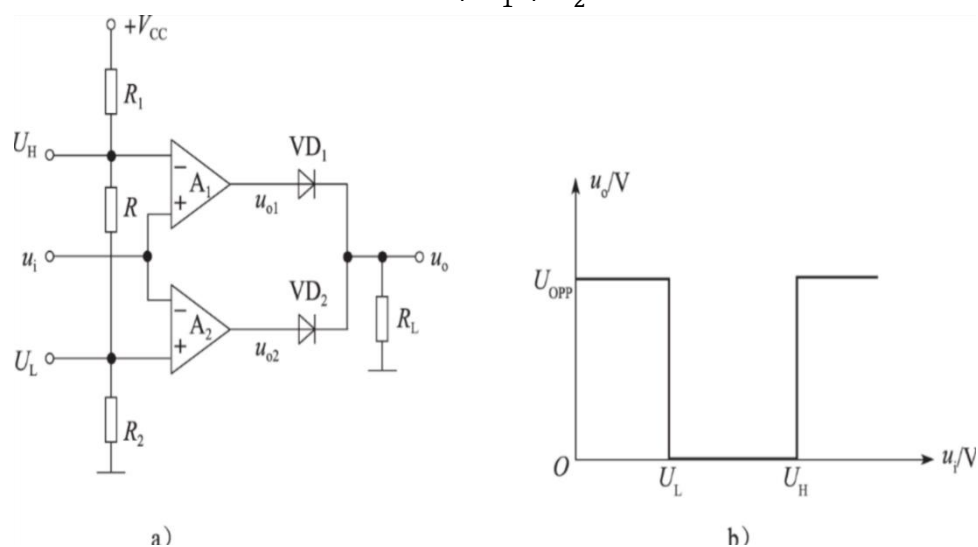 +V_CC
R_1
U_H
VD_1
− A_1 +
R
u_o1
u_i
u_o
VD_2
− A_2 +
R_L
u_o2
U_L
R_2
a)
u_o/V
U_OPP
O
U_L
U_H
u_i/V
b)